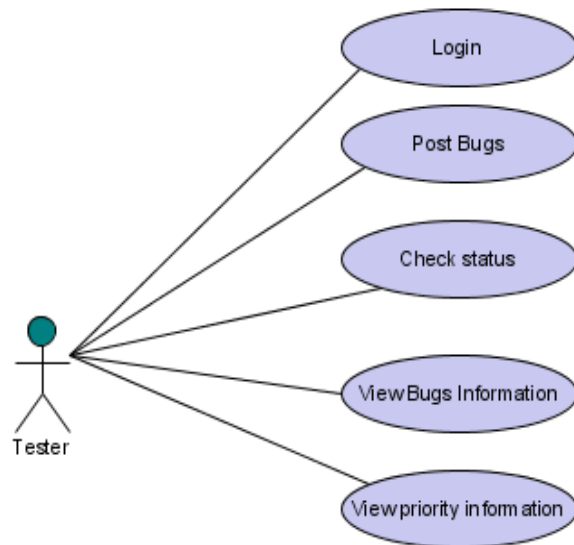 Login
Post Bugs
Check status
View Bugs Information
Tester
View priority information